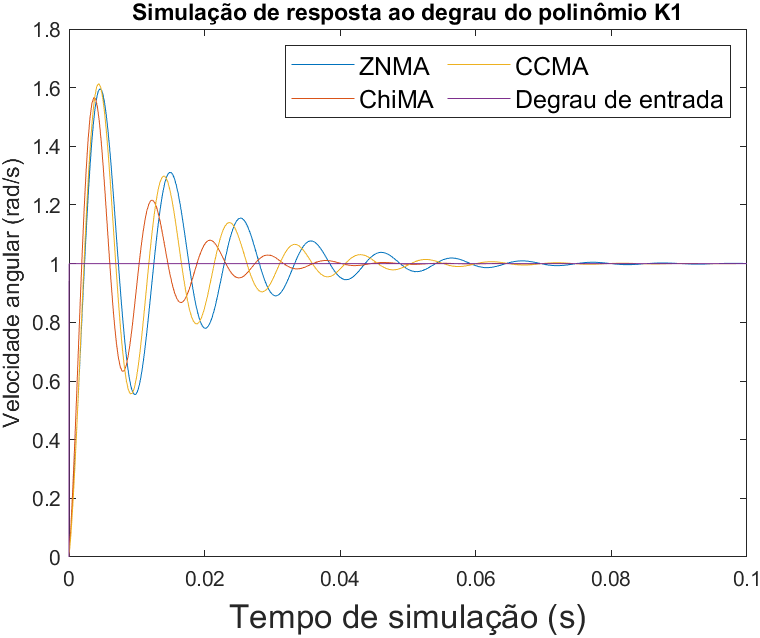 Simulação de resposta ao degrau do polinômio K1
1.8
1.6
1.4
1.2
1
0.8
0.6
0.4
0.2
0
Velocidade angular (rad/s)
ZNMA CCMA
ChiMA Degrau de entrada
0 0.02 0.04 0.06 0.08 0.1
Tempo de simulação (s)